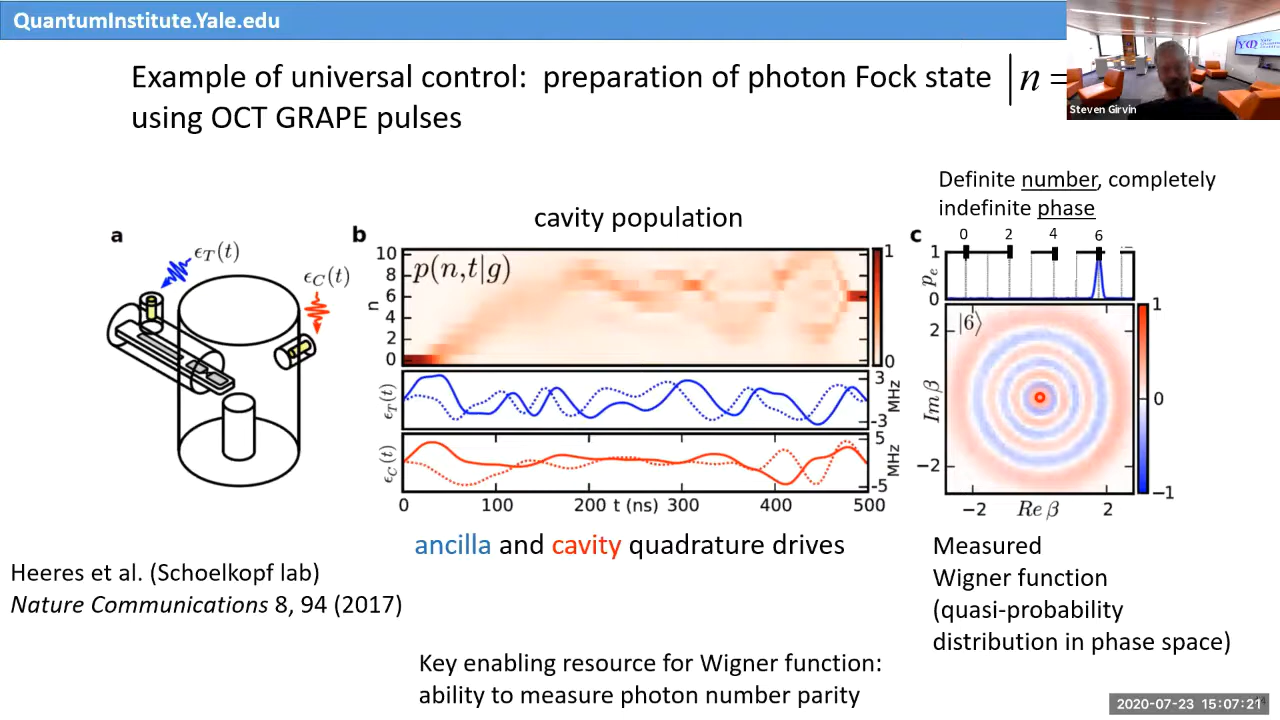 QuantumInstitute.Yale.edu
Example of universal control: preparation of photon Fock state |n =
using OCT GRAPE pulses
Steven Girvin
Definite number, completely
indefinite phase
cavity population
a
ϵ_T(t)
ϵ_C(t)
b
10
8
6
4
2
0
n
p(n,t|g)
1
0
ϵ_T(t)
3
-3
MHz
ϵ_C(t)
5
-5
MHz
0 100 200 t (ns) 300 400 500
c
0 2 4 6
1
0
p_e
|6⟩
2
−2
Im β
−2 Re β 2
1
0
−1
ancilla and cavity quadrature drives
Measured
Wigner function
(quasi-probability
distribution in phase space)
Heeres et al. (Schoelkopf lab)
Nature Communications 8, 94 (2017)
Key enabling resource for Wigner function:
ability to measure photon number parity
2020-07-23 15:07:21